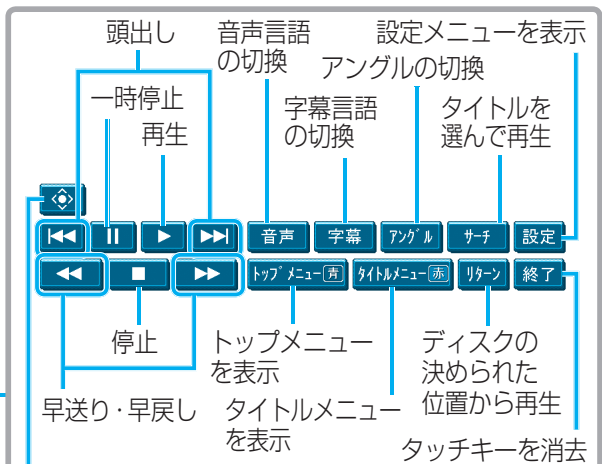 頭出し
音声言語
の切換
設定メニューを表示
アングルの切換
一時停止
字幕言語
の切換
タイトルを
選んで再生
再生
音声
字幕
アングル
サーチ
設定
トップメニュー青
タイトルメニュー赤
リターン
終了
停止
トップメニュー
を表示
ディスクの
決められた
位置から再生
早送り・早戻し
タイトルメニュー
を表示
タッチキーを消去